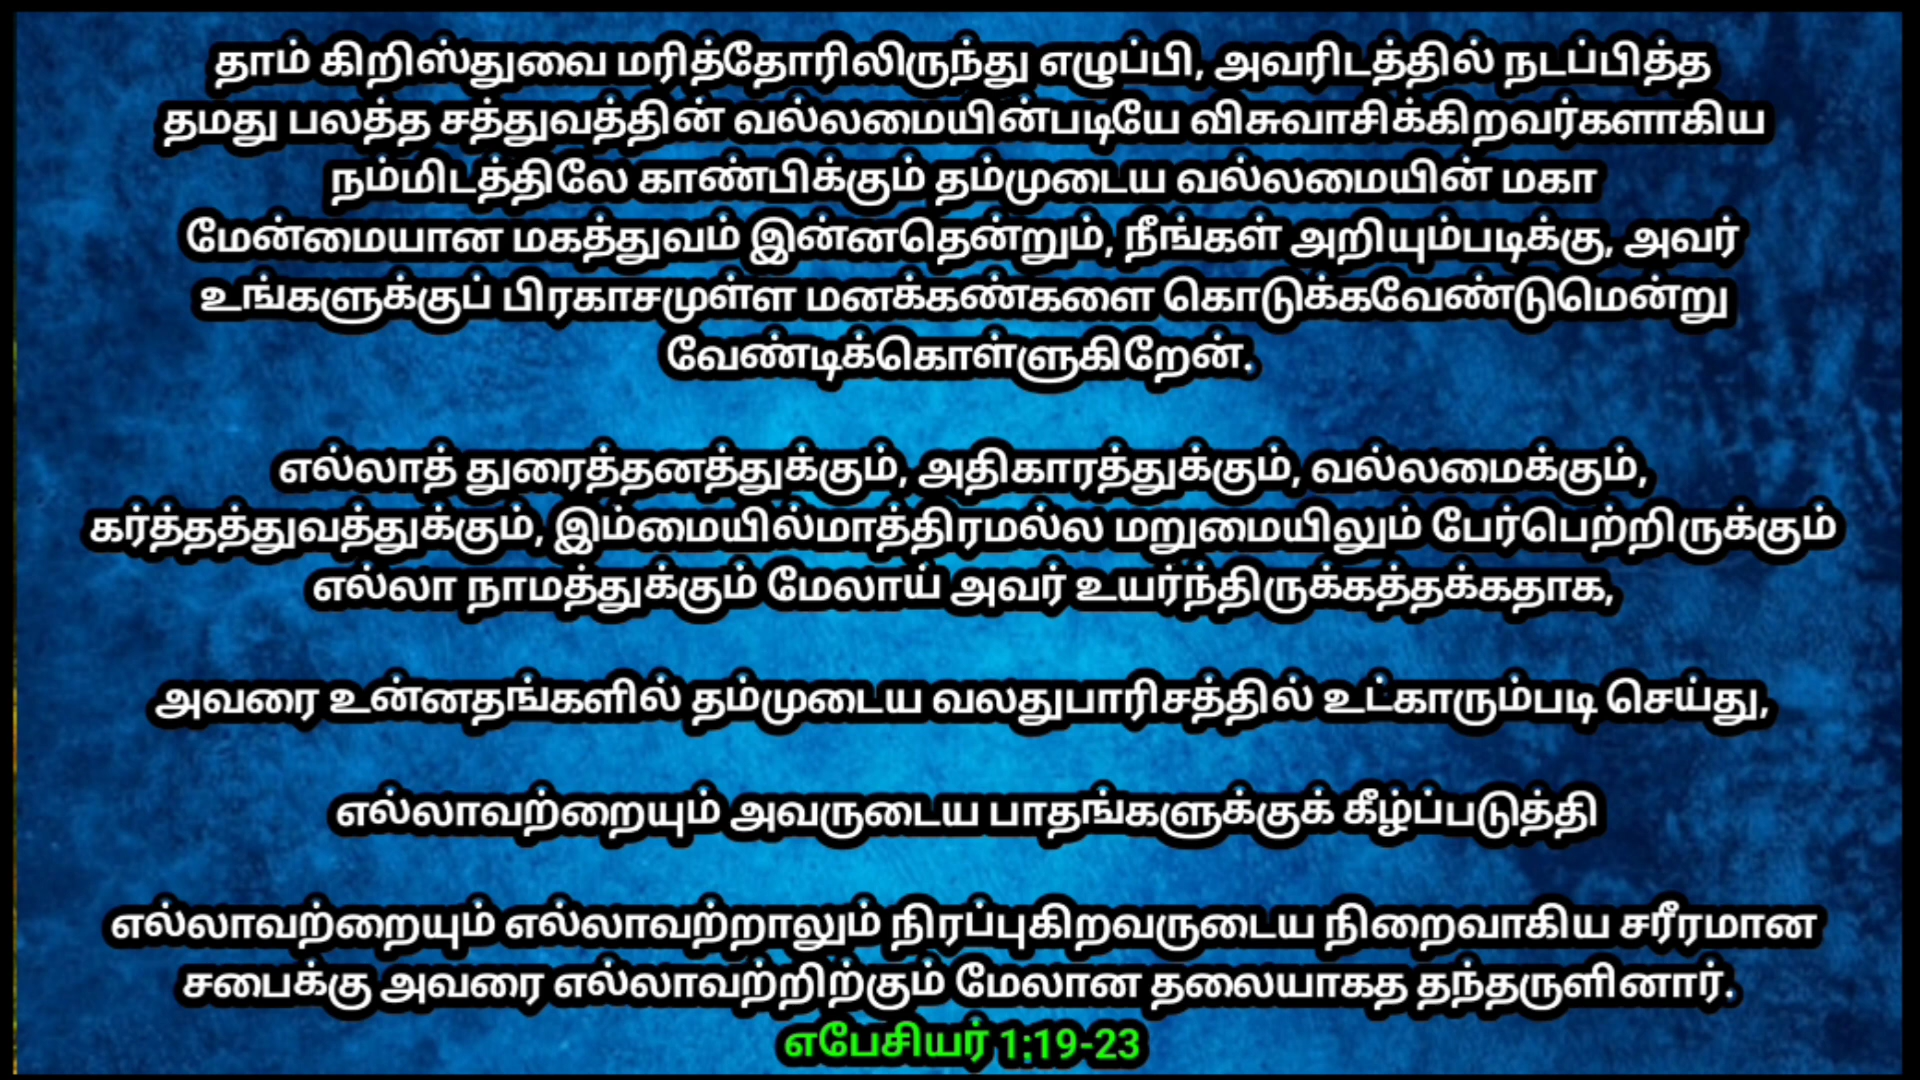 தாம் கிறிஸ்துவை மரித்தோரிலிருந்து எழுப்பி, அவரிடத்தில் நடப்பித்த
தமது பலத்த சத்துவத்தின் வல்லமையின்படியே விசுவாசிக்கிறவர்களாகிய
நம்மிடத்திலே காண்பிக்கும் தம்முடைய வல்லமையின் மகா
மேன்மையான மகத்துவம் இன்னதென்றும், நீங்கள் அறியும்படிக்கு, அவர்
உங்களுக்குப் பிரகாசமுள்ள மனக்கண்களை கொடுக்கவேண்டுமென்று
வேண்டிக்கொள்ளுகிறேன்.
எல்லாத் துரைத்தனத்துக்கும், அதிகாரத்துக்கும், வல்லமைக்கும்,
கர்த்தத்துவத்துக்கும், இம்மையில்மாத்திரமல்ல மறுமையிலும் பேர்பெற்றிருக்கும்
எல்லா நாமத்துக்கும் மேலாய் அவர் உயர்ந்திருக்கத்தக்கதாக,
அவரை உன்னதங்களில் தம்முடைய வலதுபாரிசத்தில் உட்காரும்படி செய்து,
எல்லாவற்றையும் அவருடைய பாதங்களுக்குக் கீழ்ப்படுத்தி
எல்லாவற்றையும் எல்லாவற்றாலும் நிரப்புகிறவருடைய நிறைவாகிய சரீரமான
சபைக்கு அவரை எல்லாவற்றிற்கும் மேலான தலையாகத தந்தருளினார்.
எபேசியர் 1:19-23